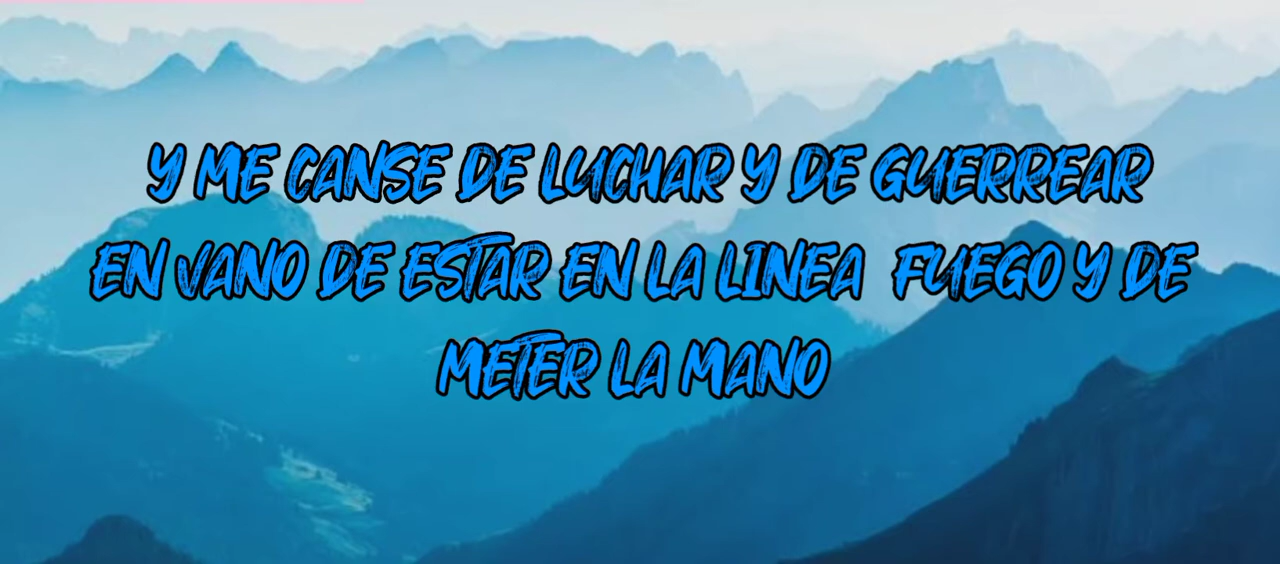 Y ME CANSE DE LUCHAR Y DE GUERREAR
EN VANO DE ESTAR EN LA LINEA FUEGO Y DE
METER LA MANO